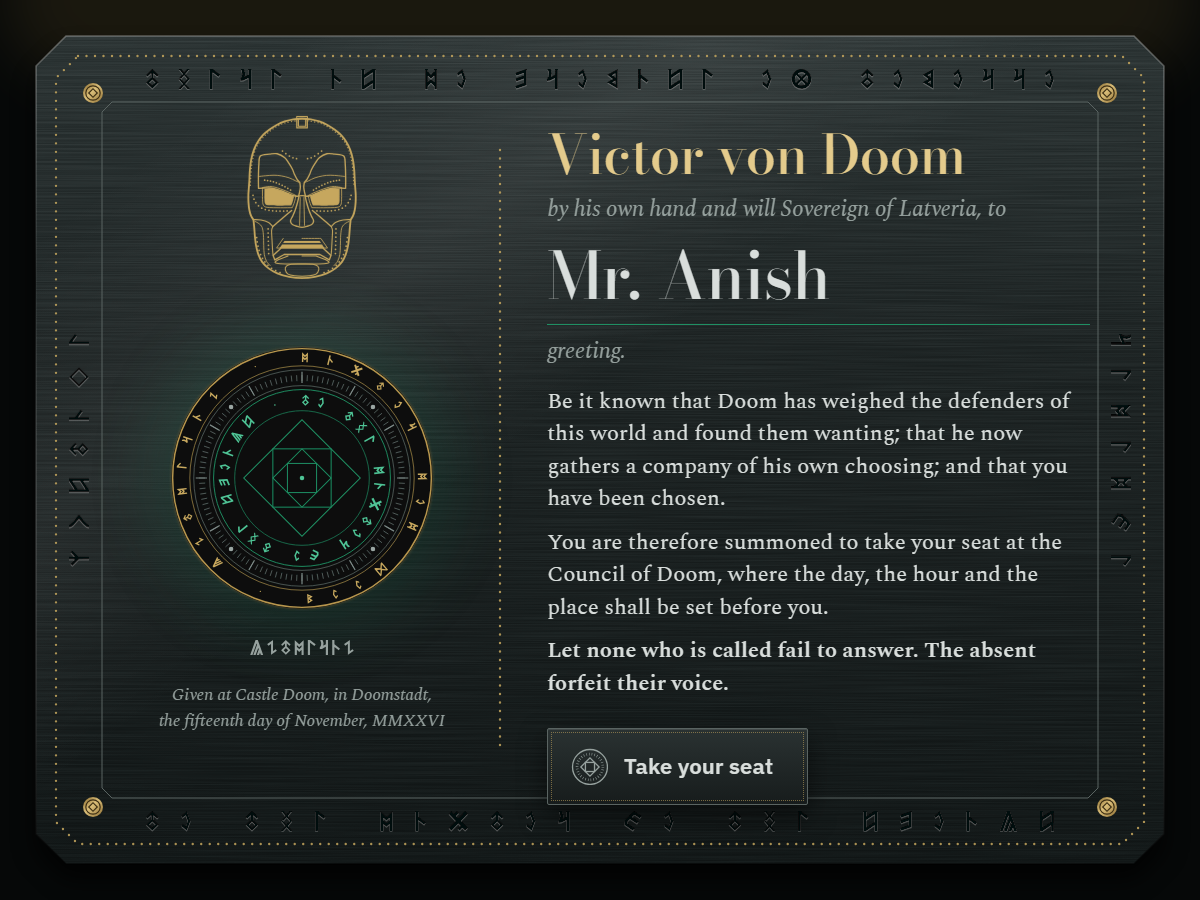 Victor von Doom
by his own hand and will Sovereign of Latveria, to
Mr. Anish
greeting.
Be it known that Doom has weighed the defenders of
this world and found them wanting; that he now
gathers a company of his own choosing; and that you
have been chosen.
You are therefore summoned to take your seat at the
Council of Doom, where the day, the hour and the
place shall be set before you.
Let none who is called fail to answer. The absent
forfeit their voice.
Take your seat
Given at Castle Doom, in Doomstadt,
the fifteenth day of November, MMXXVI